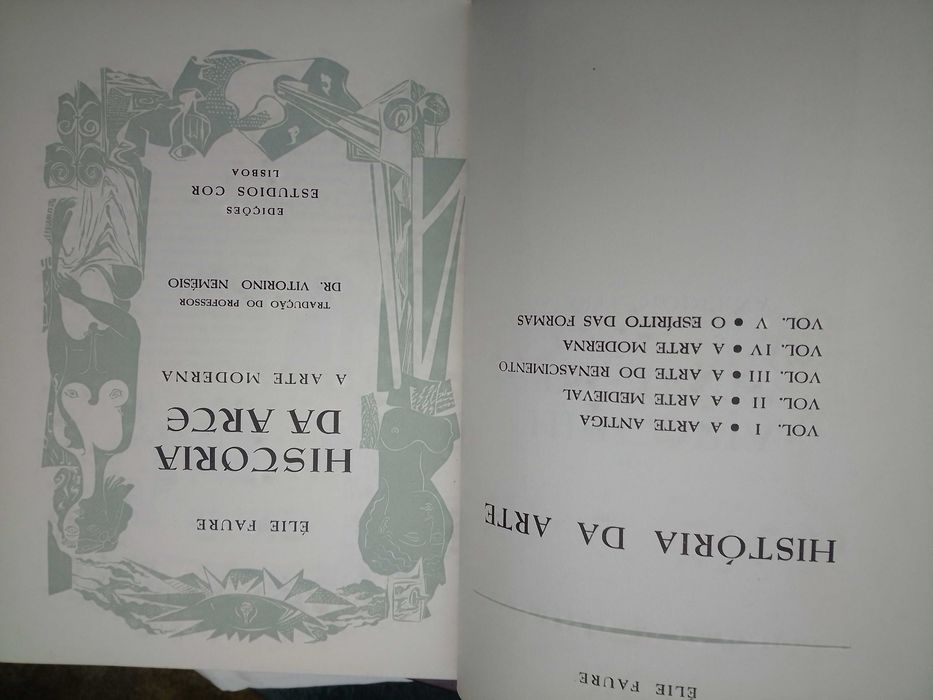 ÉLIE FAURE
HISTÓRIA DA ARTE
VOL. I • A ARTE ANTIGA
VOL. II • A ARTE MEDIEVAL
VOL. III • A ARTE DO RENASCIMENTO
VOL. IV • A ARTE MODERNA
VOL. V • O ESPÍRITO DAS FORMAS
ÉLIE FAURE
HISTORIA
DA ARTE
A ARTE MODERNA
TRADUÇÃO DO PROFESSOR
DR. VITORINO NEMÉSIO
EDIÇÕES
ESTUDIOS COR
LISBOA